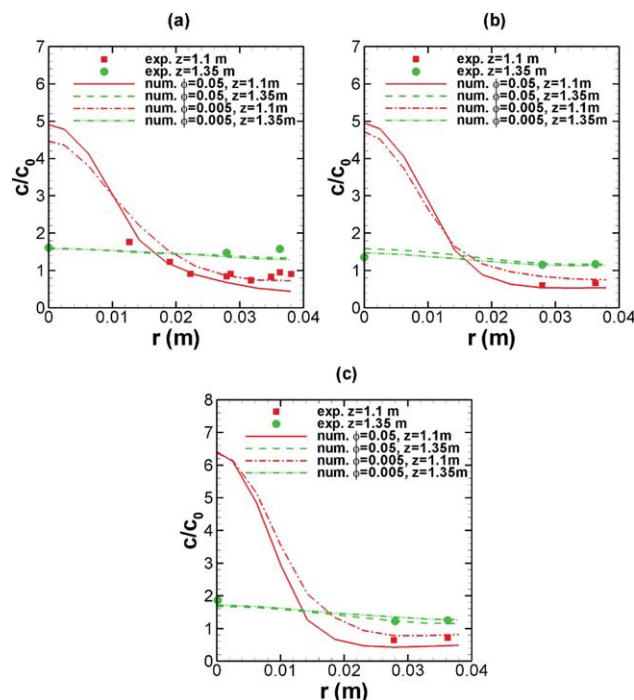 (a)
7
6
5
4
3
2
1
0
c/c₀
exp. z=1.1 m
exp. z=1.35 m
num. ϕ=0.05, z=1.1m
num. ϕ=0.05, z=1.35m
num. ϕ=0.005, z=1.1m
num. ϕ=0.005, z=1.35m
0 0.01 0.02 0.03 0.04
r (m)
(b)
7
6
5
4
3
2
1
0
c/c₀
exp. z=1.1 m
exp. z=1.35 m
num. ϕ=0.05, z=1.1m
num. ϕ=0.05, z=1.35m
num. ϕ=0.005, z=1.1m
num. ϕ=0.005, z=1.35m
0 0.01 0.02 0.03 0.04
r (m)
(c)
8
7
6
5
4
3
2
1
0
c/c₀
exp. z=1.1 m
exp. z=1.35 m
num. ϕ=0.05, z=1.1m
num. ϕ=0.05, z=1.35m
num. ϕ=0.005, z=1.1m
num. ϕ=0.005, z=1.35m
0 0.01 0.02 0.03 0.04
r (m)